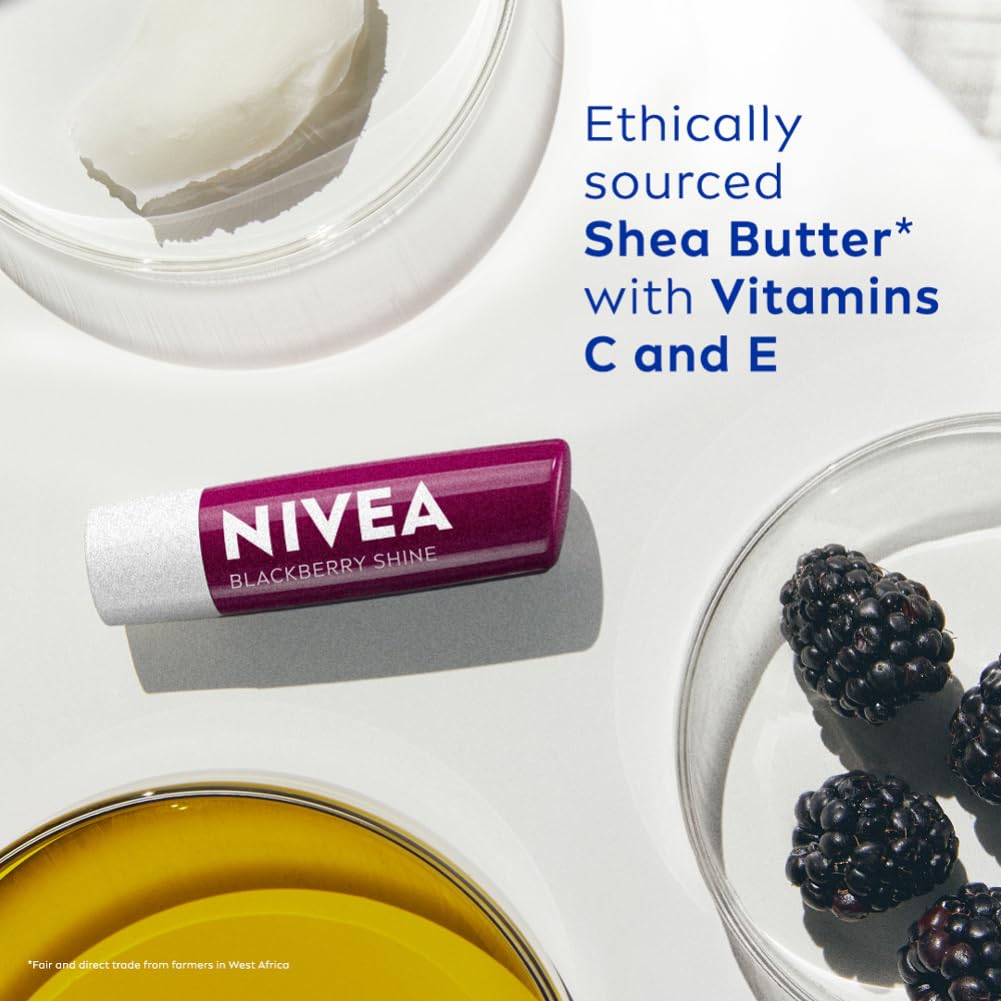 Ethically
sourced
Shea Butter*
with Vitamins
C and E
NIVEA
BLACKBERRY SHINE
*Fair and direct trade from farmers in West Africa